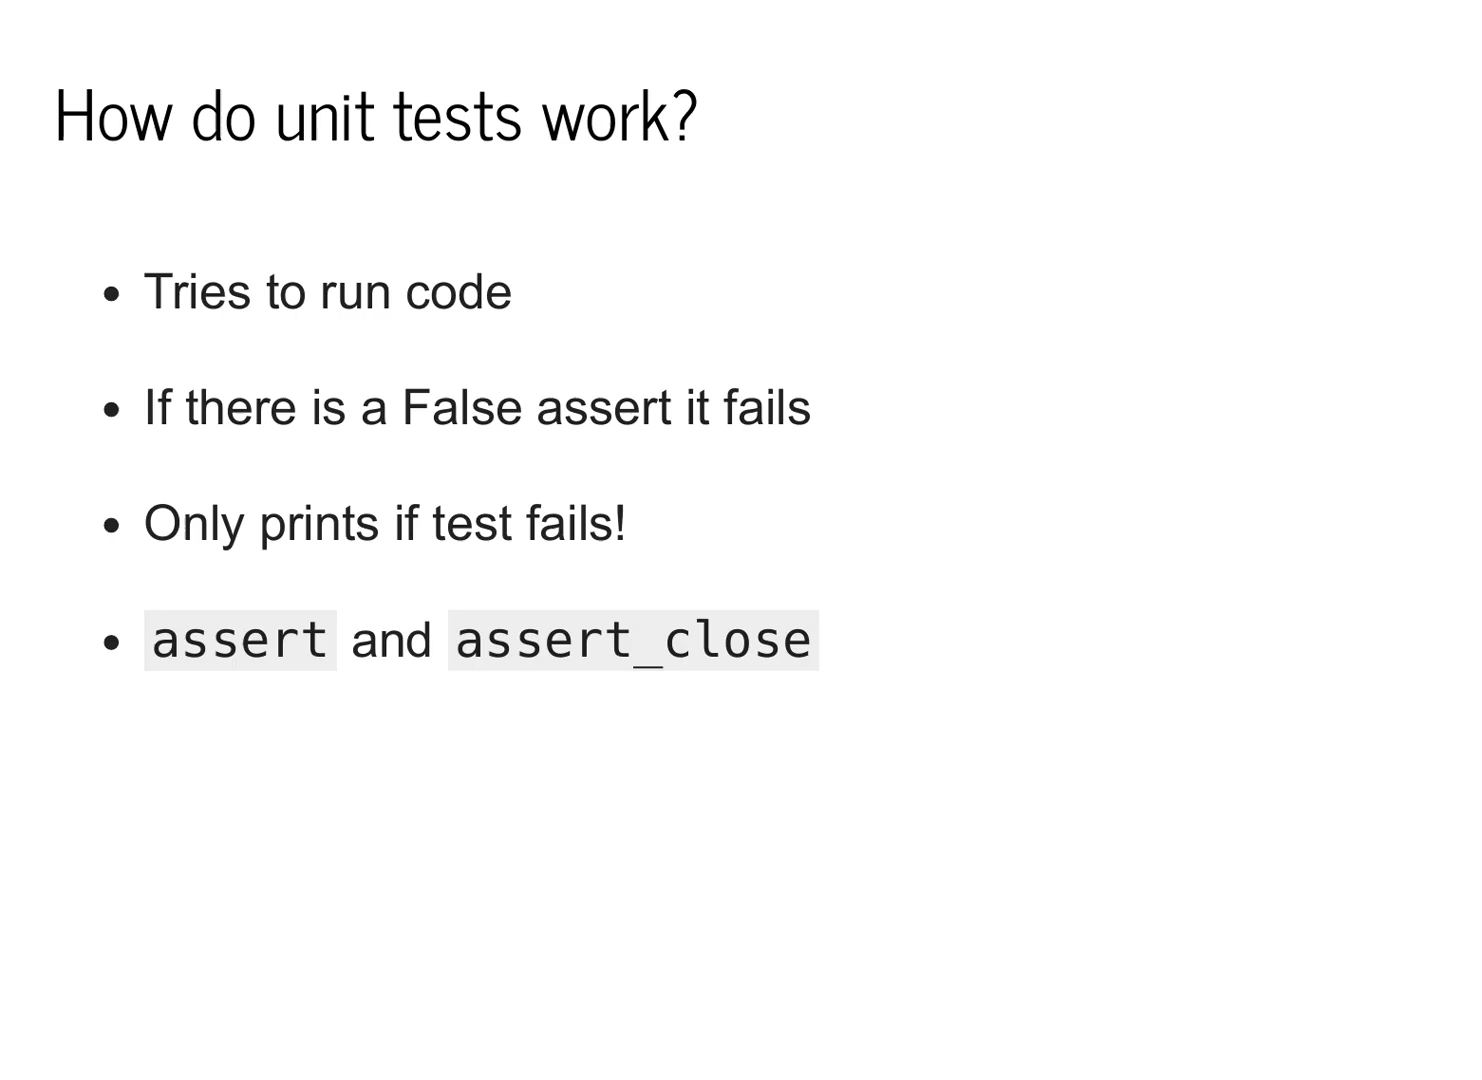 How do unit tests work?
• Tries to run code
• If there is a False assert it fails
• Only prints if test fails!
• assert and assert_close